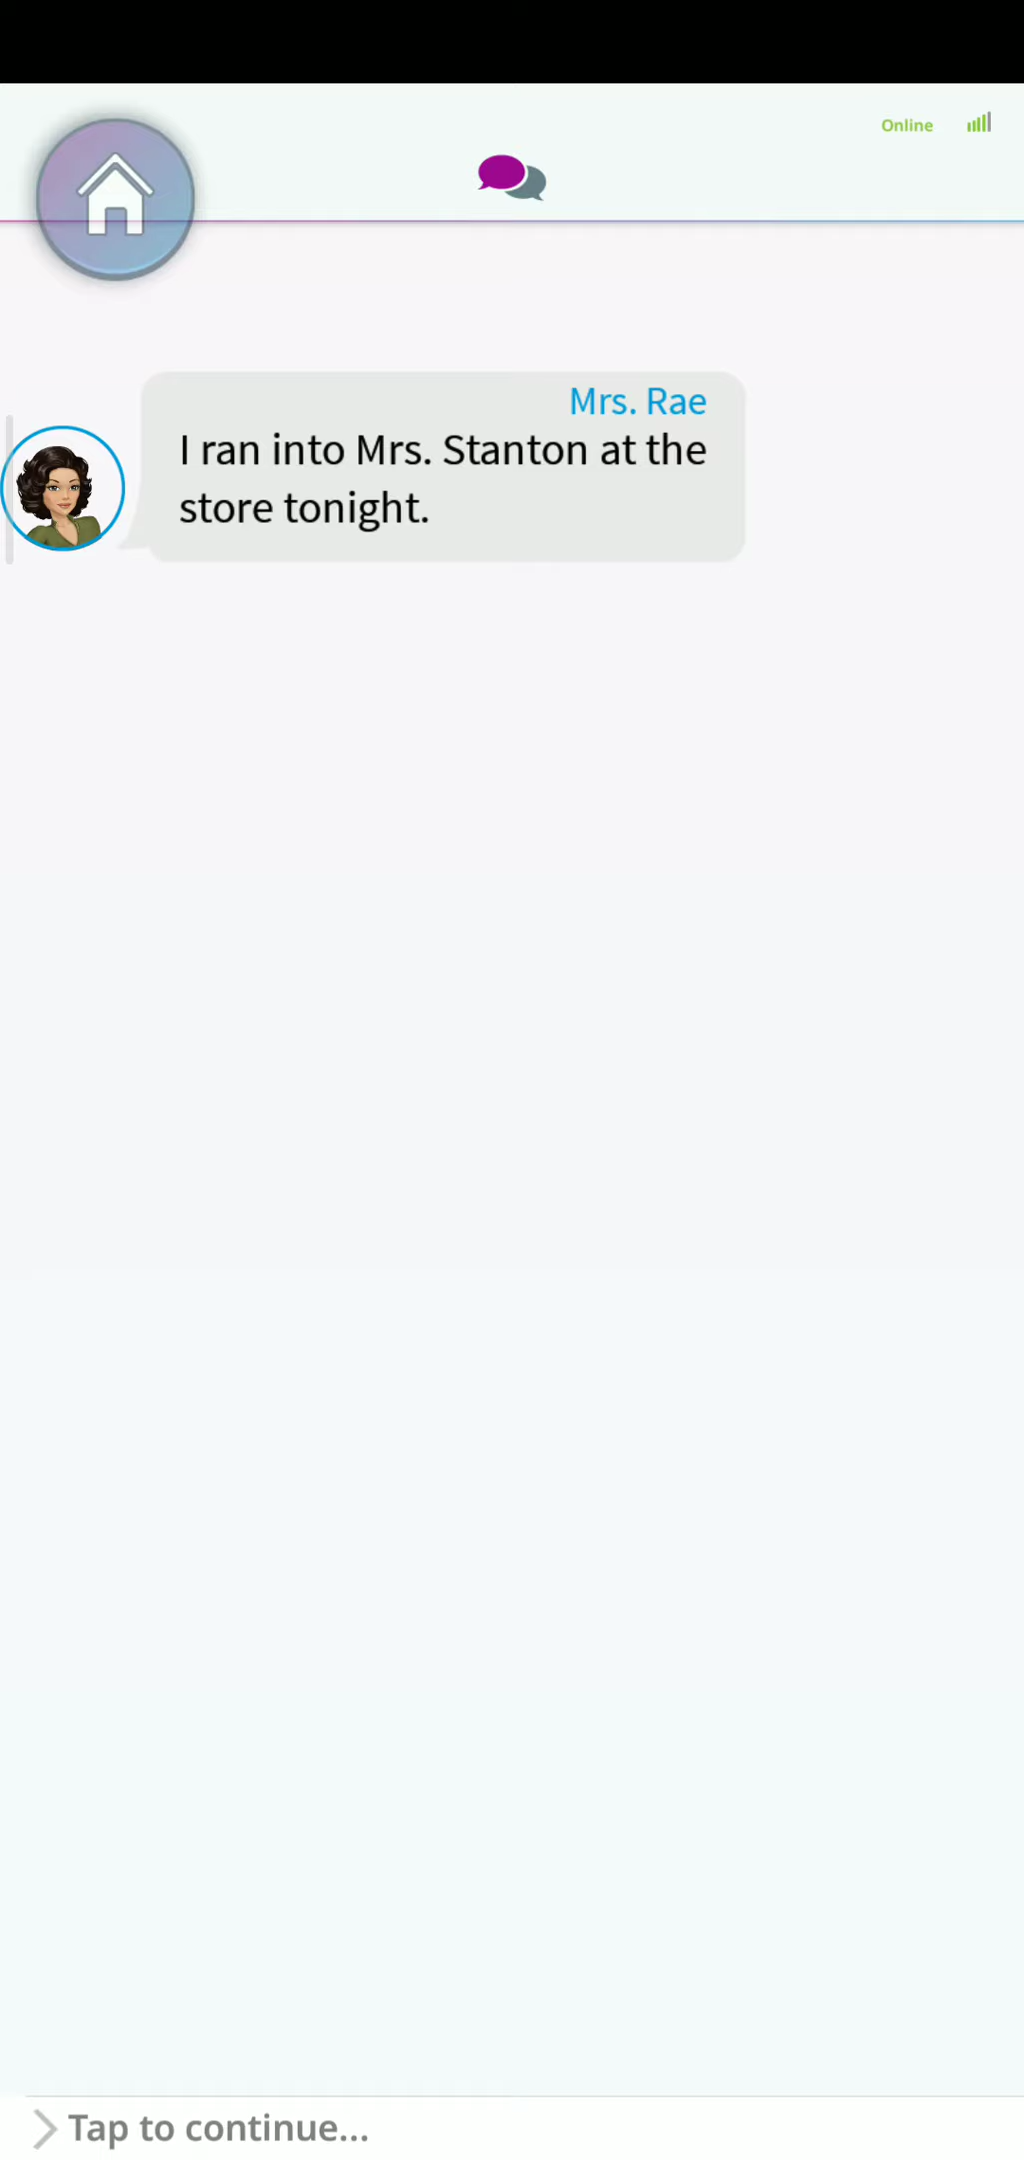 Online
Mrs. Rae
I ran into Mrs. Stanton at the
store tonight.
Tap to continue...